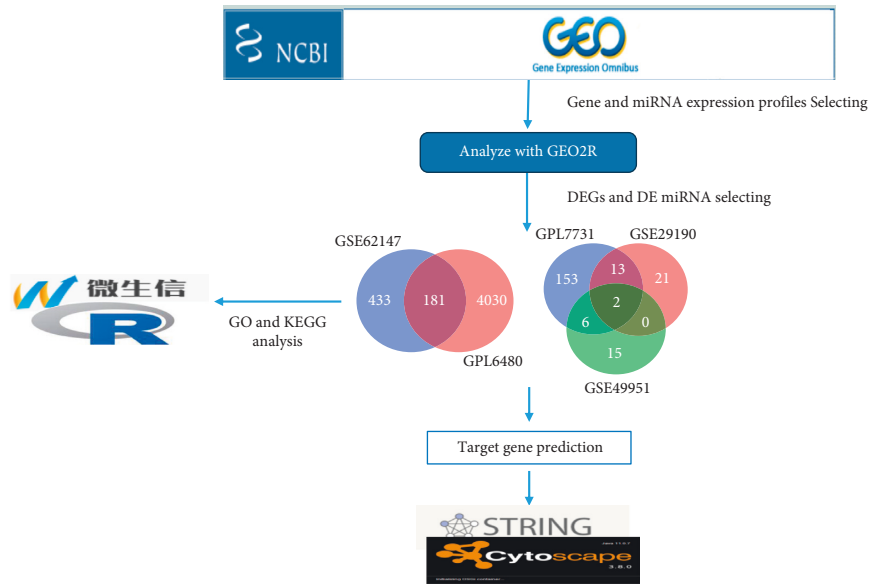 NCBI
GEO
Gene Expression Omnibus
Gene and miRNA expression profiles Selecting
Analyze with GEO2R
DEGs and DE miRNA selecting
GSE62147
433
181
4030
GPL6480
GPL7731
GSE29190
153
13
21
2
6
0
15
GSE49951
微生信
R
GO and KEGG
analysis
Target gene prediction
STRING
Cytoscape
3.8.0